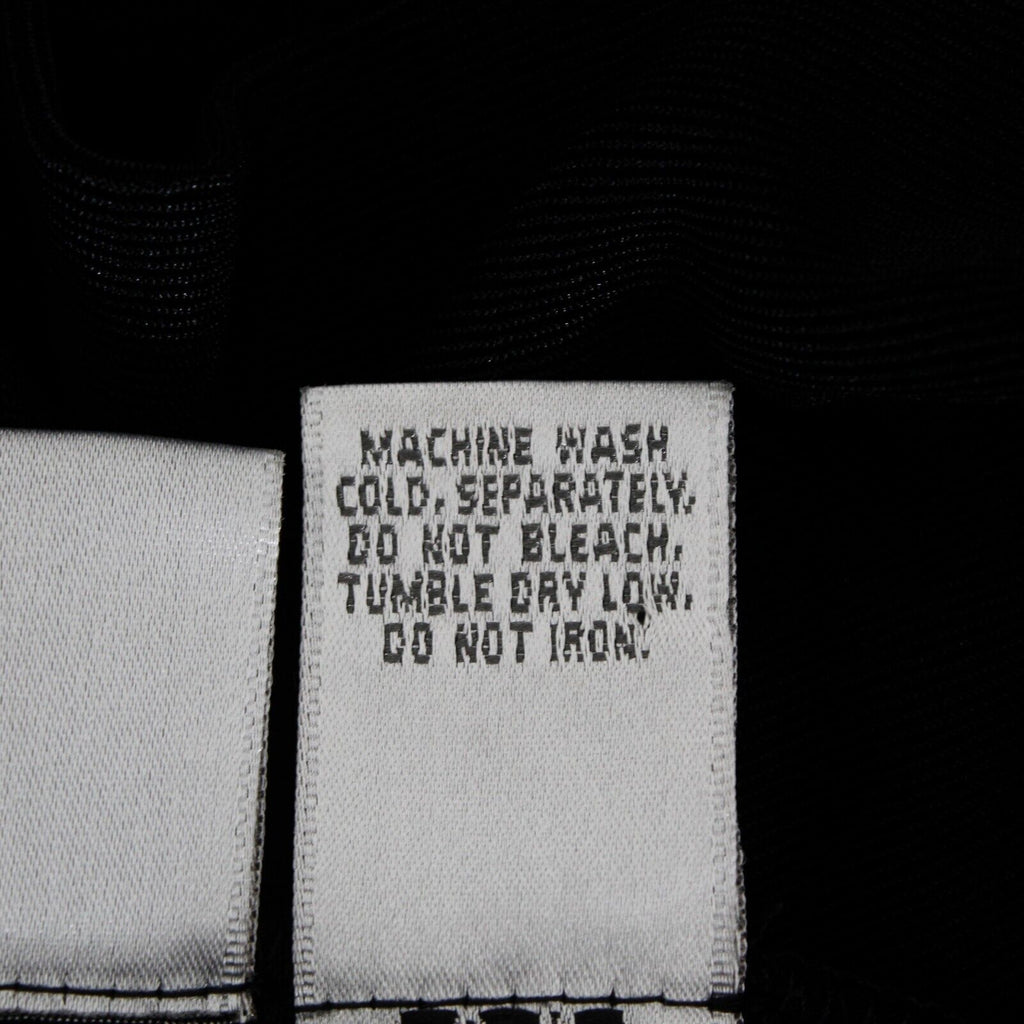 MACHINE WASH
COLD, SEPARATELY.
DO NOT BLEACH.
TUMBLE DRY LOW.
DO NOT IRON.